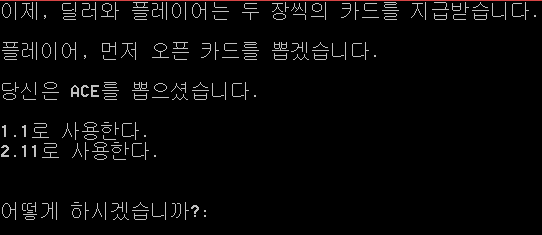 이제, 딜러와 플레이어는 두 장씩의 카드를 지급받습니다.
플레이어, 먼저 오픈 카드를 뽑겠습니다.
당신은 ACE를 뽑으셨습니다.
1.1로 사용한다.
2.11로 사용한다.
어떻게 하시겠습니까?: